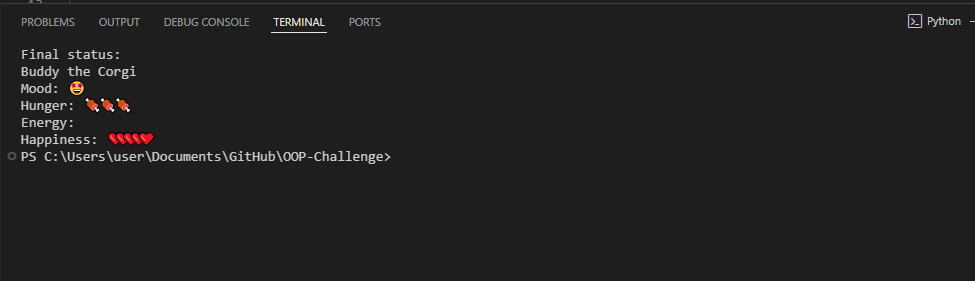 PROBLEMS OUTPUT DEBUG CONSOLE TERMINAL PORTS Python
Final status:
Buddy the Corgi
Mood: 🤩
Hunger: 🍖🍖🍖
Energy:
Happiness: ❤❤❤❤❤
PS C:\Users\user\Documents\GitHub\OOP-Challenge>